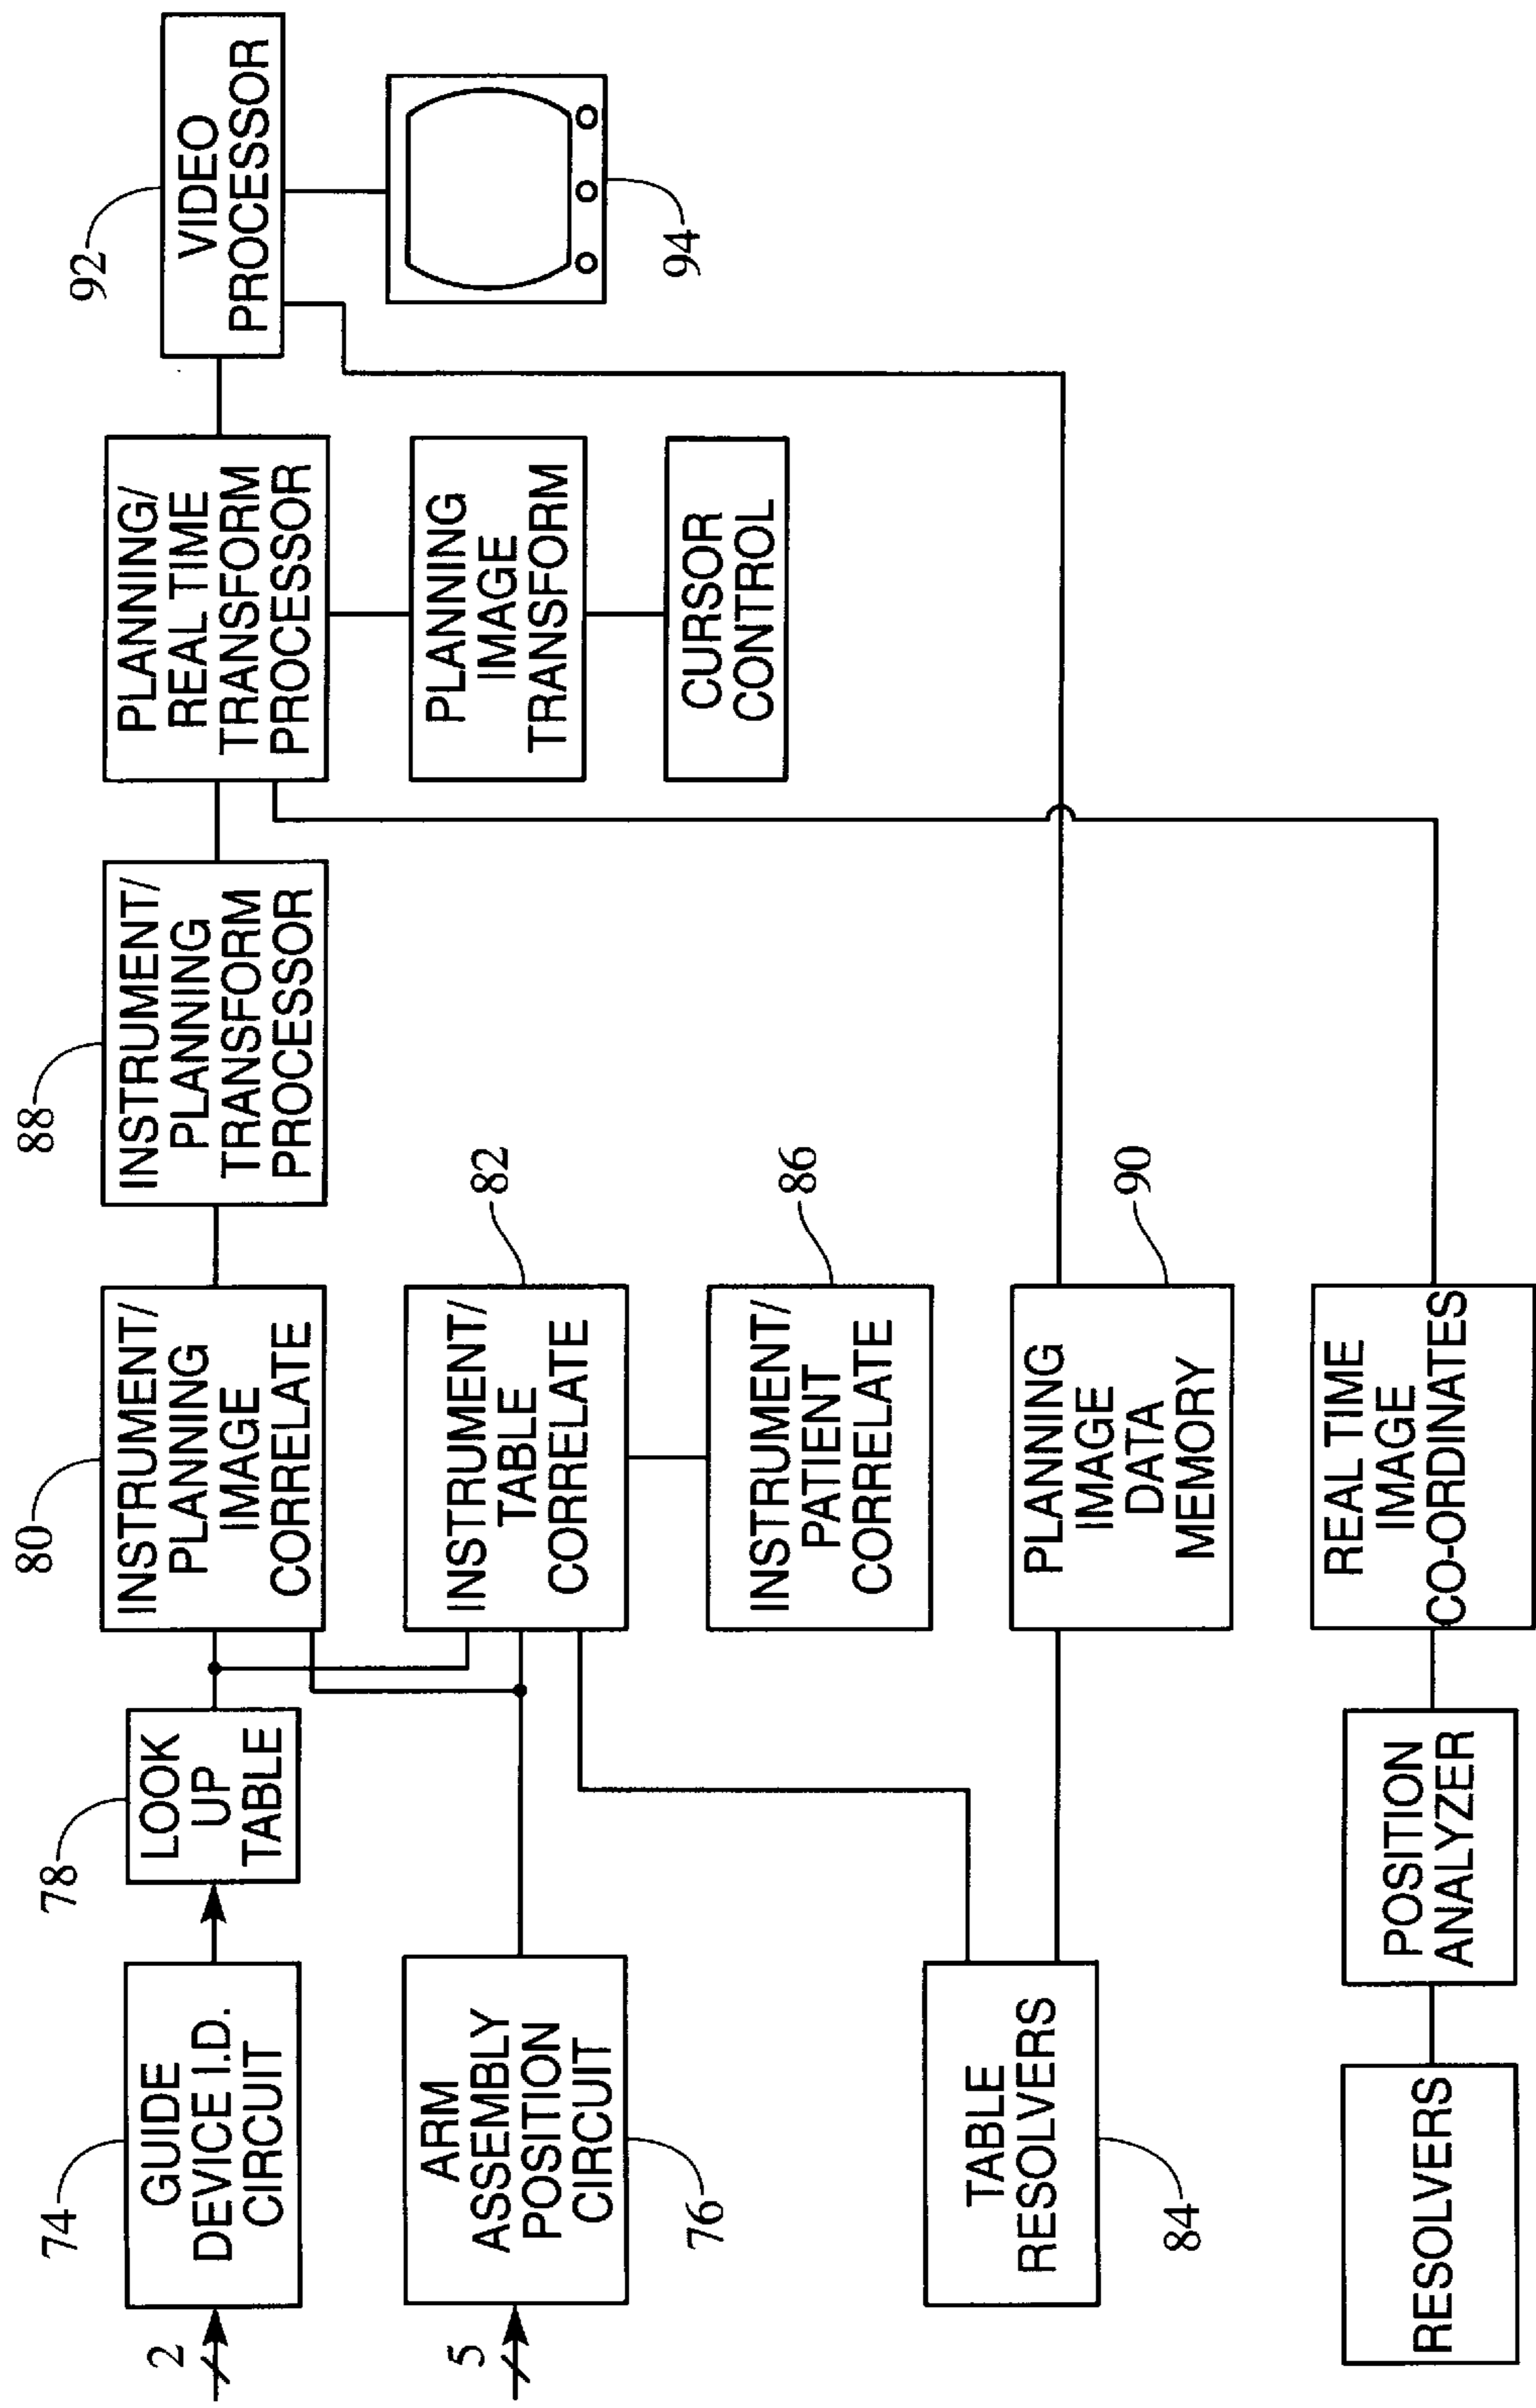 2
74
GUIDE
DEVICE I.D.
CIRCUIT
78
LOOK
UP
TABLE
80
INSTRUMENT/
PLANNING
IMAGE
CORRELATE
88
INSTRUMENT/
PLANNING
TRANSFORM
PROCESSOR
PLANNING/
REAL TIME
TRANSFORM
PROCESSOR
92
VIDEO
PROCESSOR
5
ARM
ASSEMBLY
POSITION
CIRCUIT
76
INSTRUMENT/
TABLE
CORRELATE
82
PLANNING
IMAGE
TRANSFORM
94
INSTRUMENT/
PATIENT
CORRELATE
86
CURSOR
CONTROL
TABLE
RESOLVERS
84
PLANNING
IMAGE
DATA
MEMORY
90
RESOLVERS
POSITION
ANALYZER
REAL TIME
IMAGE
CO-ORDINATES